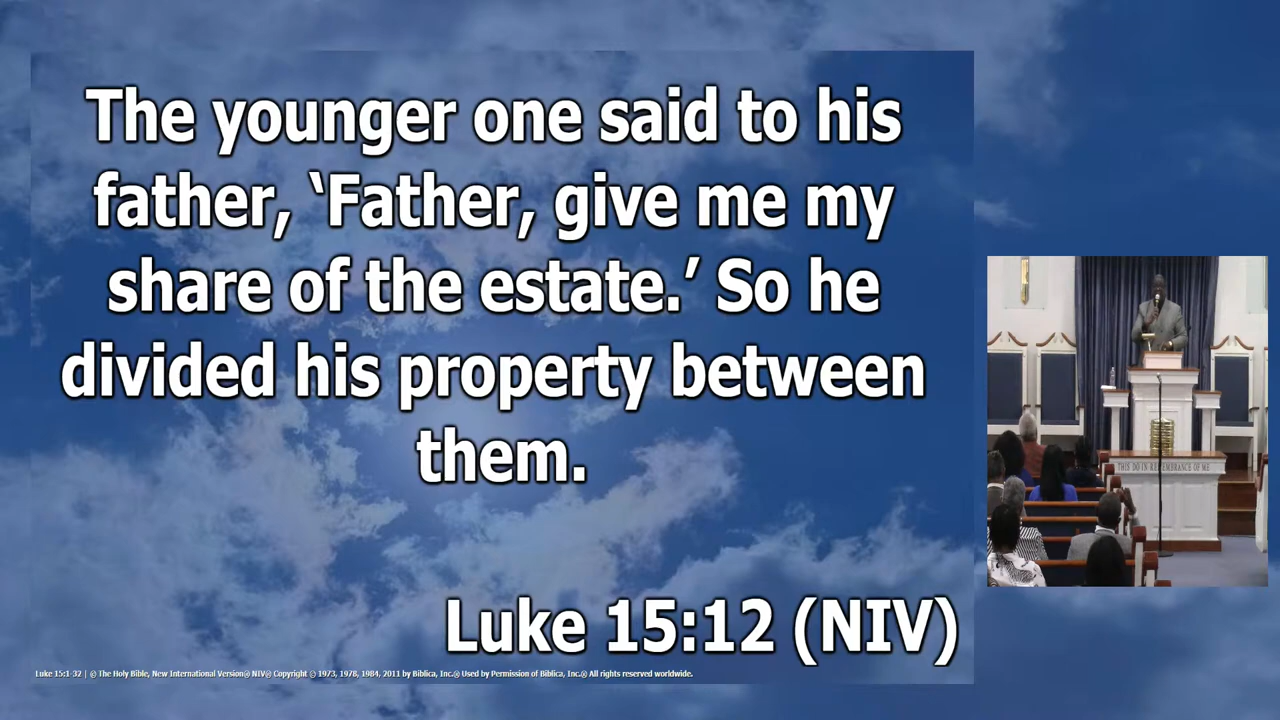 The younger one said to his
father, ‘Father, give me my
share of the estate.’ So he
divided his property between
them.
Luke 15:12 (NIV)
Luke 15:1-32 | © The Holy Bible, New International Version® NIV® Copyright © 1973, 1978, 1984, 2011 by Biblica, Inc.® Used by Permission of Biblica, Inc.® All rights reserved worldwide.
THIS DO IN REMEMBRANCE OF ME